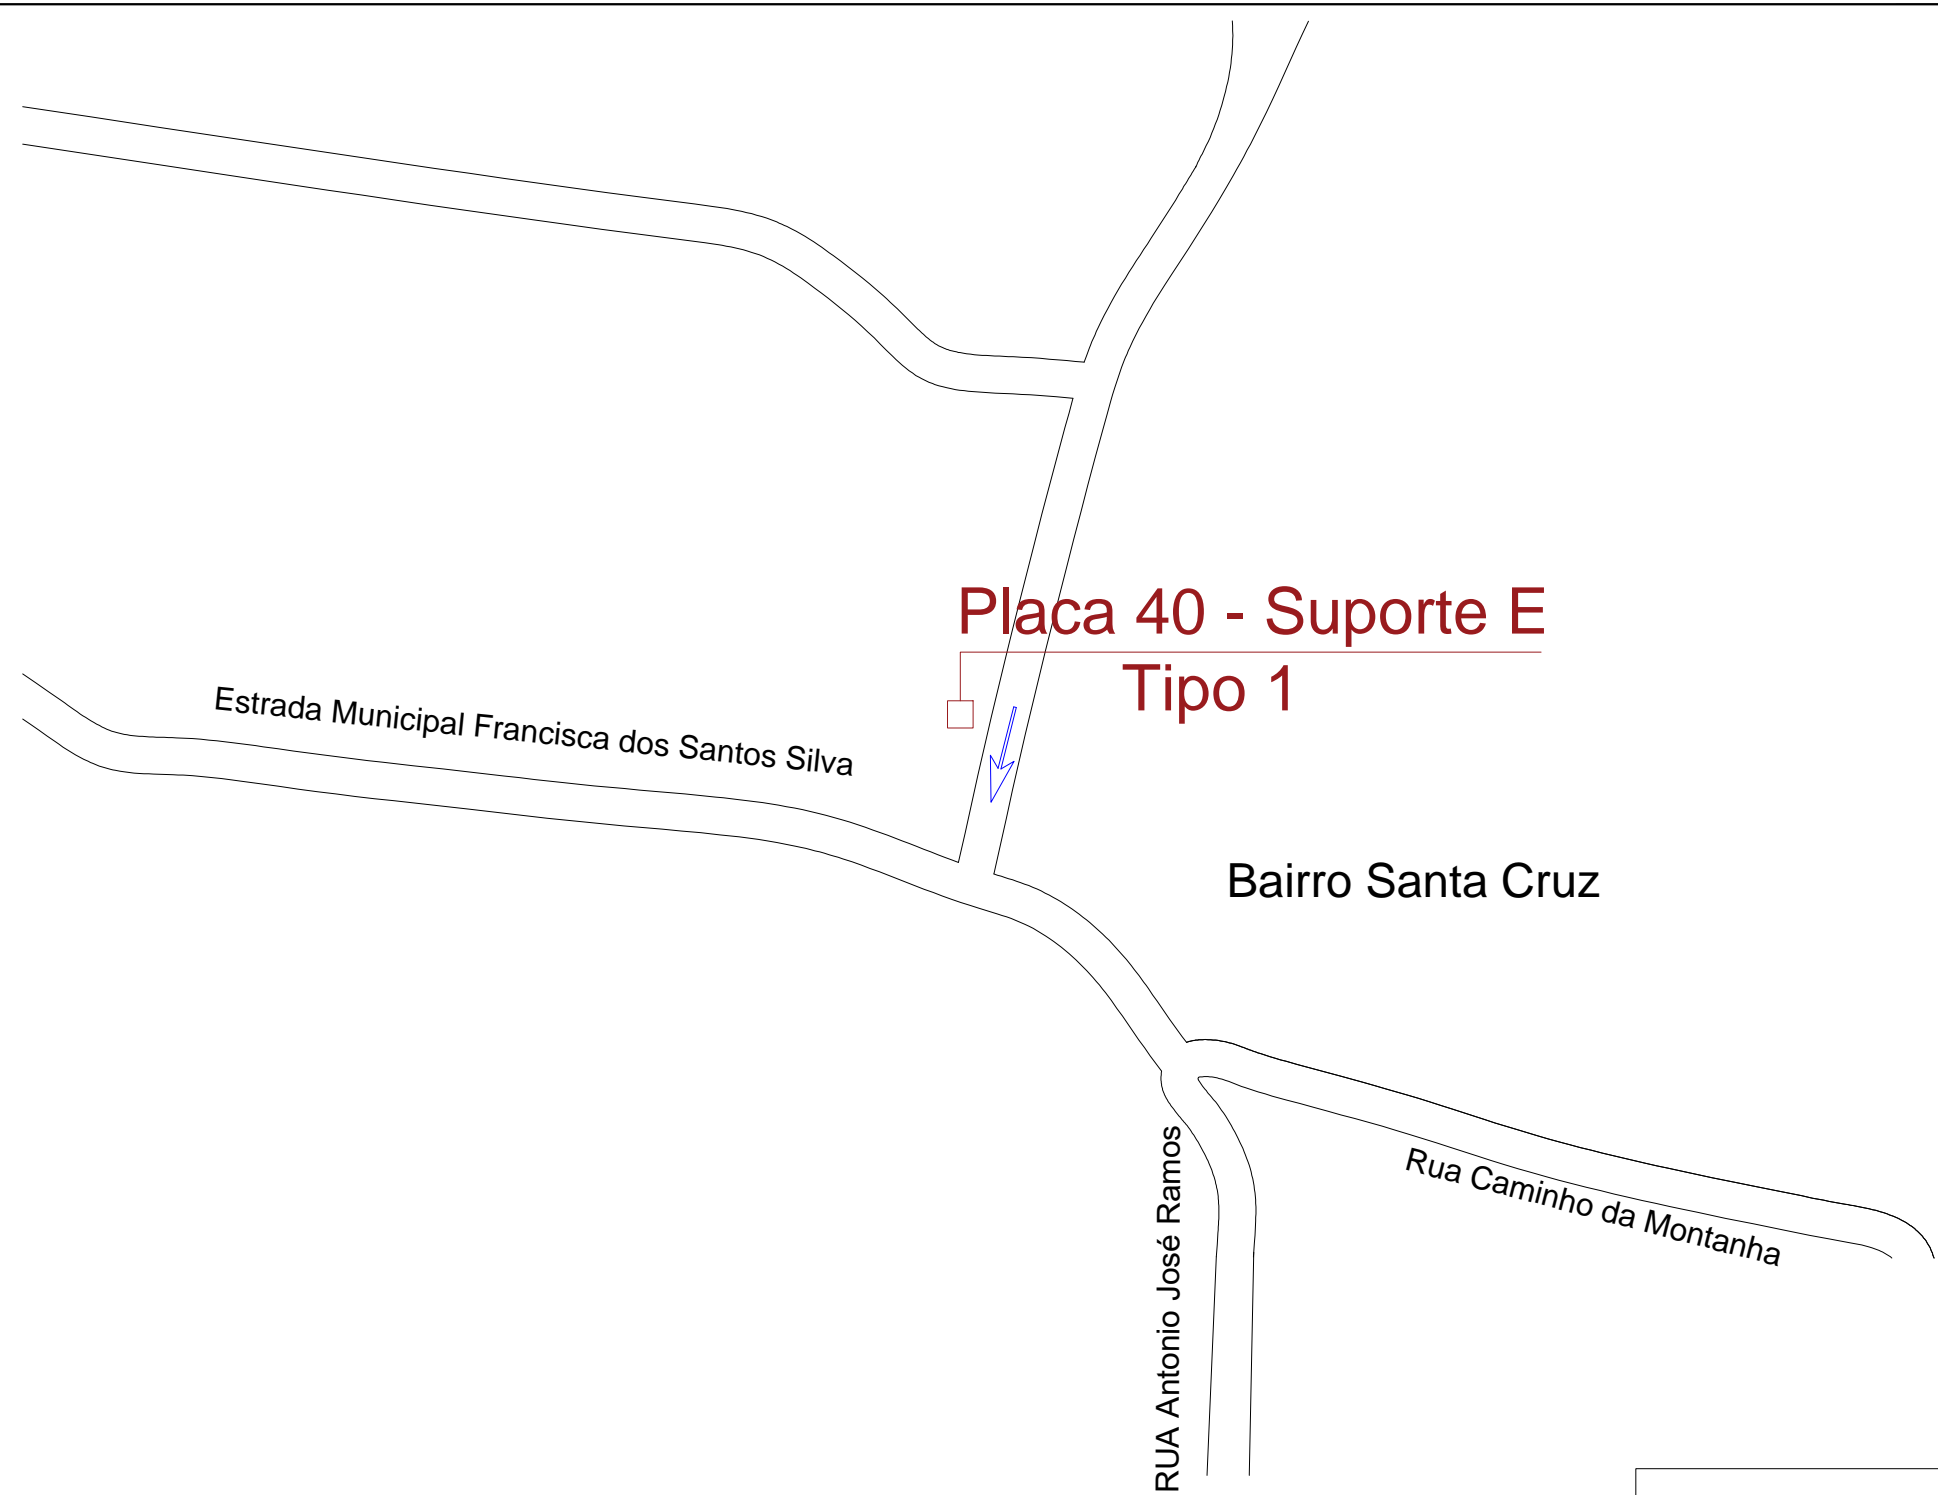 Placa 40 - Suporte E
Tipo 1
Estrada Municipal Francisca dos Santos Silva
Bairro Santa Cruz
RUA Antonio José Ramos
Rua Caminho da Montanha